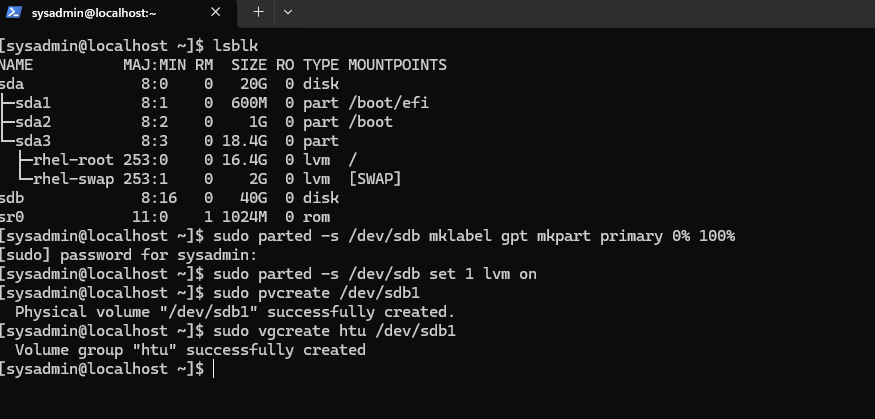 sysadmin@localhost:~
[sysadmin@localhost ~]$ lsblk
NAME          MAJ:MIN RM  SIZE RO TYPE MOUNTPOINTS
sda             8:0    0   20G  0 disk
├─sda1          8:1    0  600M  0 part /boot/efi
├─sda2          8:2    0    1G  0 part /boot
└─sda3          8:3    0 18.4G  0 part
  ├─rhel-root 253:0    0 16.4G  0 lvm  /
  └─rhel-swap 253:1    0    2G  0 lvm  [SWAP]
sdb             8:16   0   40G  0 disk
sr0            11:0    1 1024M  0 rom
[sysadmin@localhost ~]$ sudo parted -s /dev/sdb mklabel gpt mkpart primary 0% 100%
[sudo] password for sysadmin:
[sysadmin@localhost ~]$ sudo parted -s /dev/sdb set 1 lvm on
[sysadmin@localhost ~]$ sudo pvcreate /dev/sdb1
  Physical volume "/dev/sdb1" successfully created.
[sysadmin@localhost ~]$ sudo vgcreate htu /dev/sdb1
  Volume group "htu" successfully created
[sysadmin@localhost ~]$